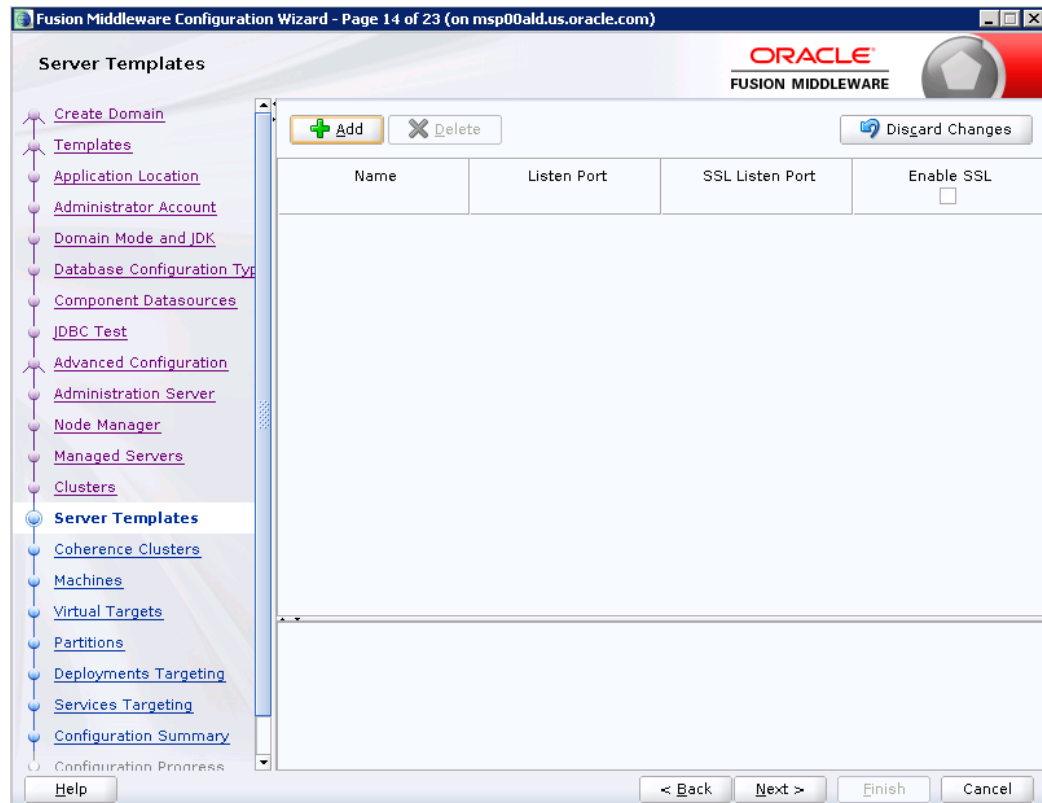 Fusion Middleware Configuration Wizard - Page 14 of 23 (on msp00ald.us.oracle.com)
Server Templates
ORACLE
FUSION MIDDLEWARE
Create Domain
Templates
Application Location
Administrator Account
Domain Mode and JDK
Database Configuration Typ
Component Datasources
JDBC Test
Advanced Configuration
Administration Server
Node Manager
Managed Servers
Clusters
Server Templates
Coherence Clusters
Machines
Virtual Targets
Partitions
Deployments Targeting
Services Targeting
Configuration Summary
Configuration Progress
Add Delete Discard Changes
Name Listen Port SSL Listen Port Enable SSL
Help < Back Next > Finish Cancel